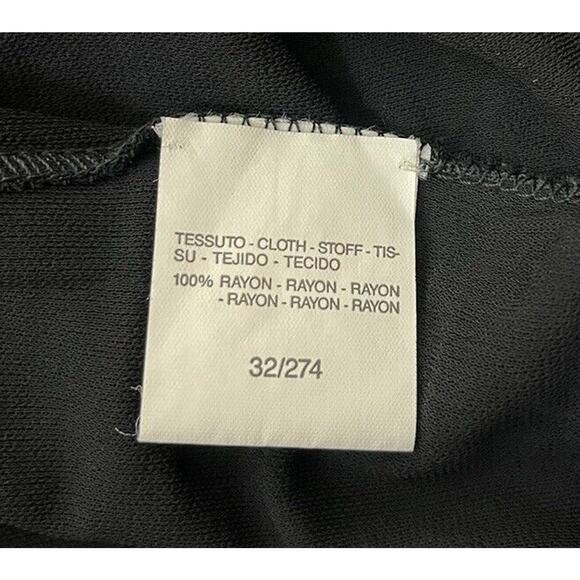 TESSUTO - CLOTH - STOFF - TIS-
SU - TEJIDO - TECIDO
100% RAYON - RAYON - RAYON
- RAYON - RAYON - RAYON
32/274